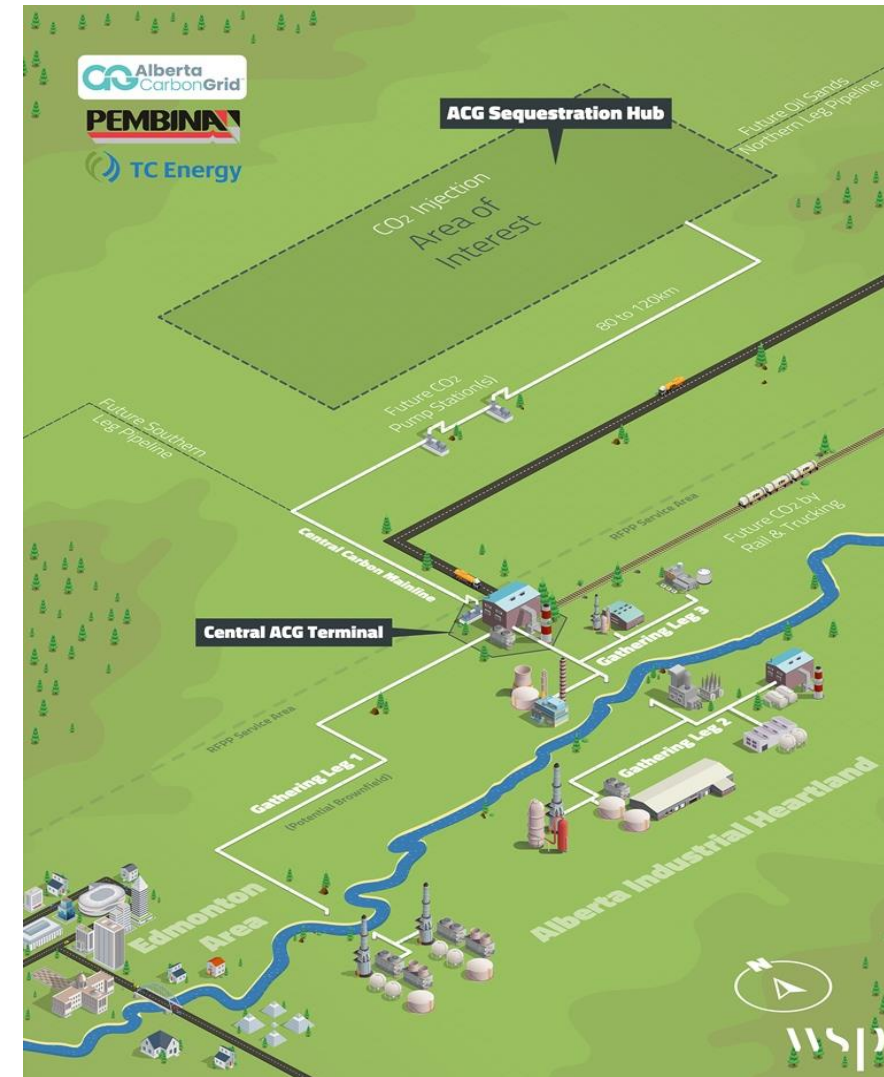 Alberta
CarbonGrid
PEMBINA
TC Energy
ACG Sequestration Hub
Future Oil Sands
Northern Leg Pipeline
CO2 Injection
Area of
Interest
80 to 120km
Future CO2
Pump Station(s)
Future Southern
Leg Pipeline
RFPP Service Area
Future CO2 by
Rail & Trucking
Central Carbon Mainline
Central ACG Terminal
Gathering Leg 3
RFPP Service Area
Gathering Leg 1
(Potential Brownfield)
Gathering Leg 2
Alberta Industrial Heartland
Edmonton
Area
N
wsp